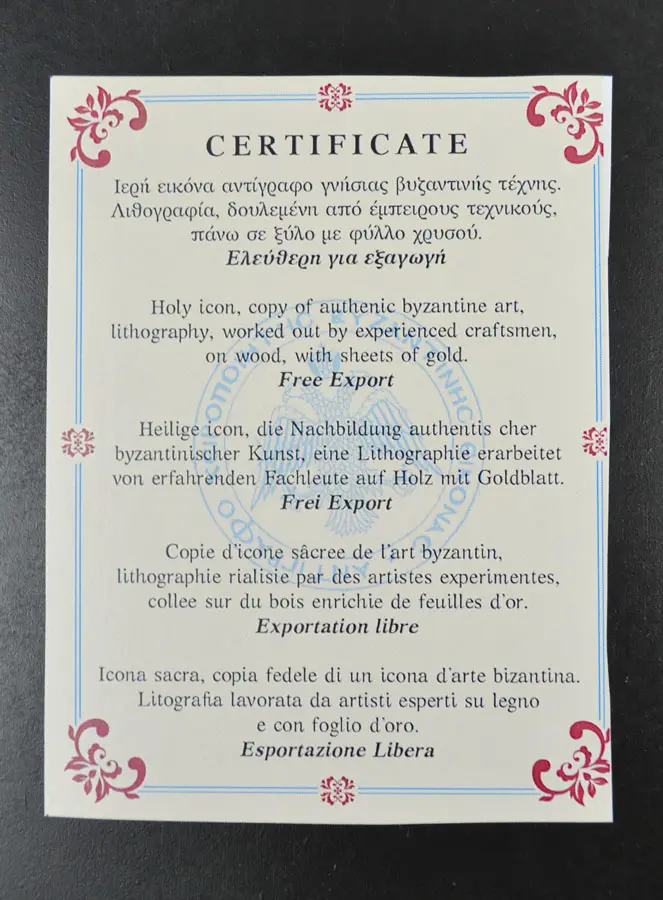 CERTIFICATE
Ιερή εικόνα αντίγραφο γνήσιας βυζαντινής τέχνης.
Λιθογραφία, δουλεμένη από έμπειρους τεχνικούς,
πάνω σε ξύλο με φύλλο χρυσού.
Ελεύθερη για εξαγωγή
Holy icon, copy of authenic byzantine art,
lithography, worked out by experienced craftsmen,
on wood, with sheets of gold.
Free Export
Heilige icon, die Nachbildung authentis cher
byzantinischer Kunst, eine Lithographie erarbeitet
von erfahrenden Fachleute auf Holz mit Goldblatt.
Frei Export
Copie d'icone sâcree de l'art byzantin,
lithographie rialisie par des artistes experimentes,
collee sur du bois enrichie de feuilles d'or.
Exportation libre
Icona sacra, copia fedele di un icona d'arte bizantina.
Litografia lavorata da artisti esperti su legno
e con foglio d'oro.
Esportazione Libera
ΑΝΤΙΓΡΑΦΟ ΒΥΖΑΝΤΙΝΗC ΕΙΚΟΝΑC